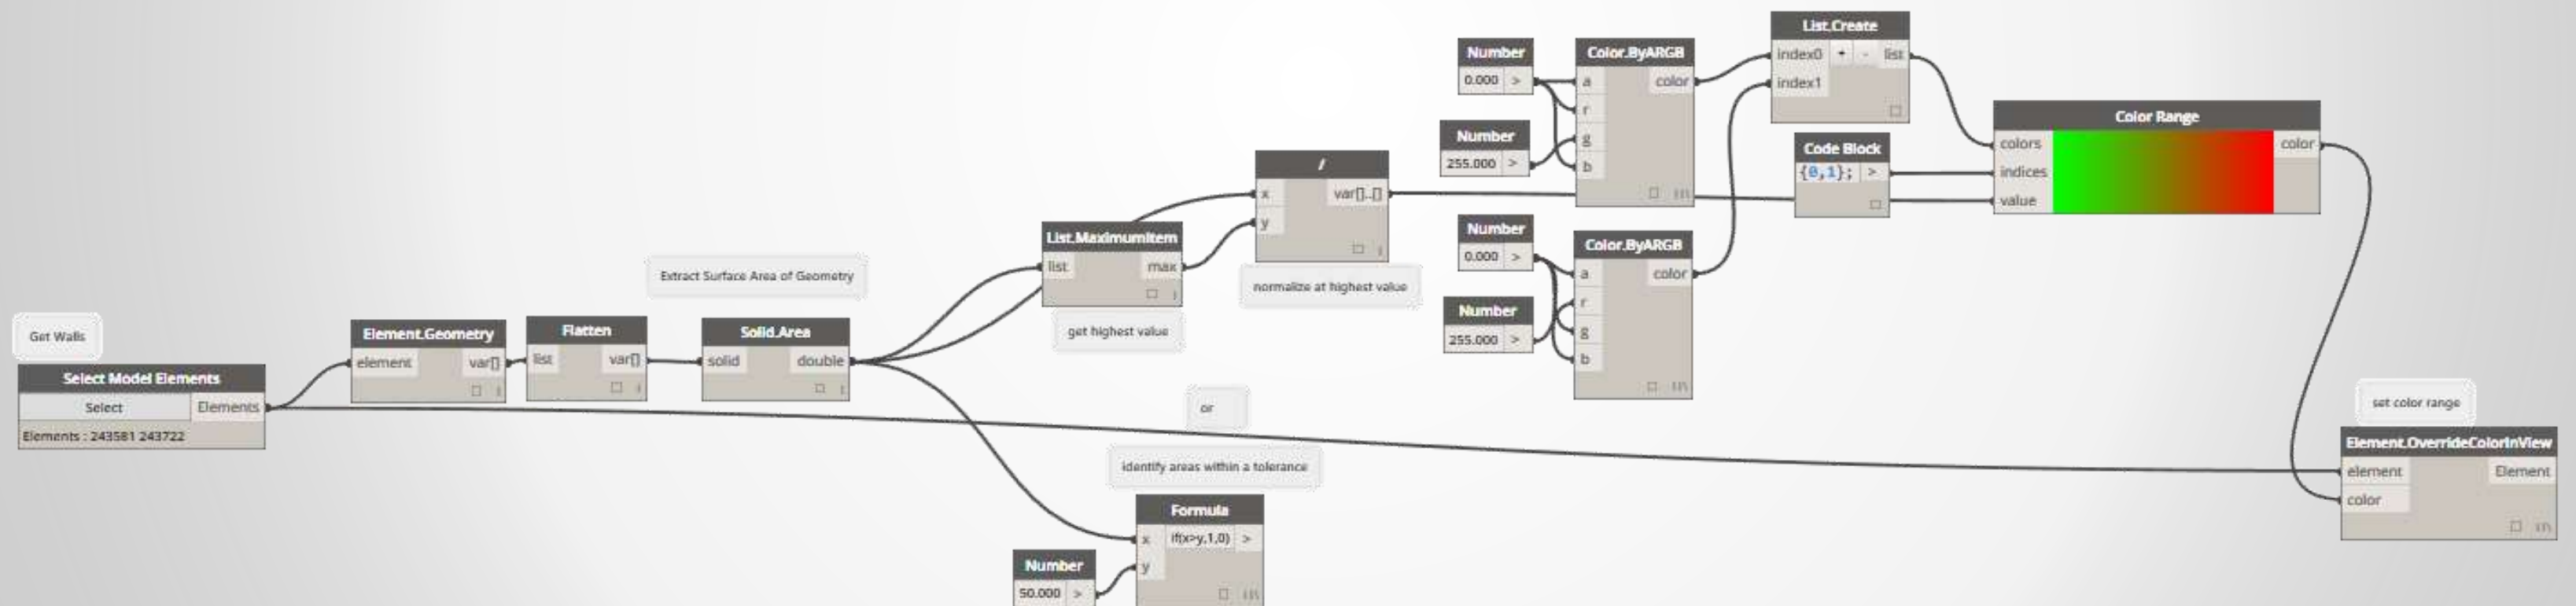 Get Walls
Select Model Elements
Select
Elements
Elements : 243581 243722
Element.Geometry
element
var[]
Flatten
list
var[]
Extract Surface Area of Geometry
Solid.Area
solid
double
List.MaximumItem
list
max
get highest value
/
x
var[]..[]
y
normalize at highest value
or
identify areas within a tolerance
Formula
x
if(x>y,1,0)
>
y
Number
50.000
>
Number
0.000
>
Number
255.000
>
Color.ByARGB
a
color
r
g
b
Number
0.000
>
Number
255.000
>
Color.ByARGB
a
color
r
g
b
List.Create
index0
+
-
list
index1
Code Block
{0,1};
>
Color Range
colors
color
indices
value
set color range
Element.OverrideColorInView
element
Element
color